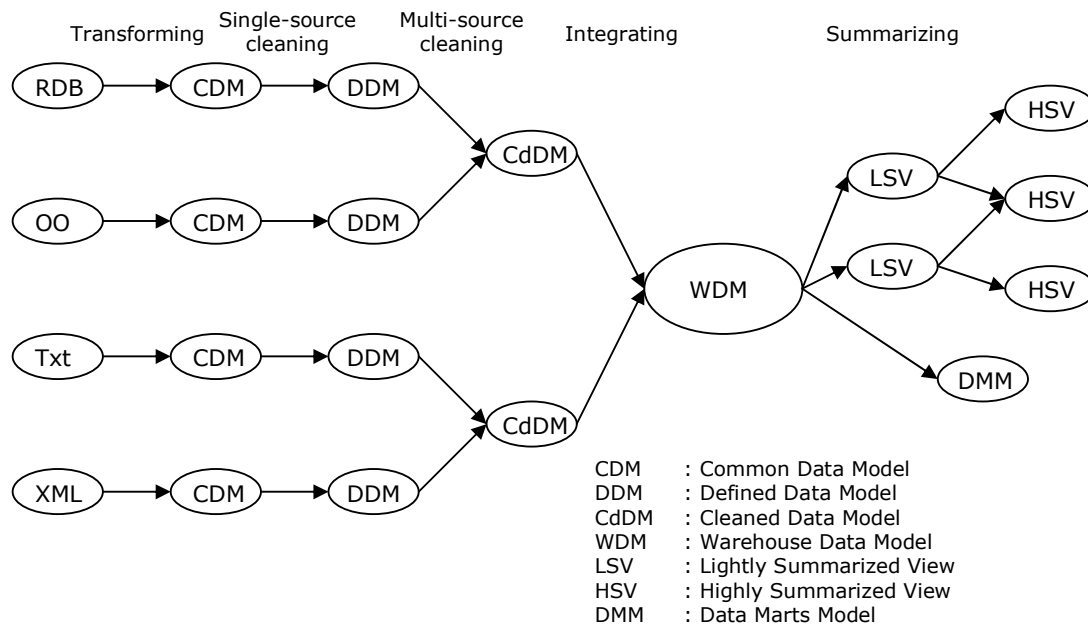 Transforming
Single-source
cleaning
Multi-source
cleaning
Integrating
Summarizing
RDB
CDM
DDM
HSV
CdDM
LSV
HSV
OO
CDM
DDM
LSV
WDM
HSV
Txt
CDM
DDM
DMM
CdDM
XML
CDM
DDM
CDM : Common Data Model
DDM : Defined Data Model
CdDM : Cleaned Data Model
WDM : Warehouse Data Model
LSV : Lightly Summarized View
HSV : Highly Summarized View
DMM : Data Marts Model